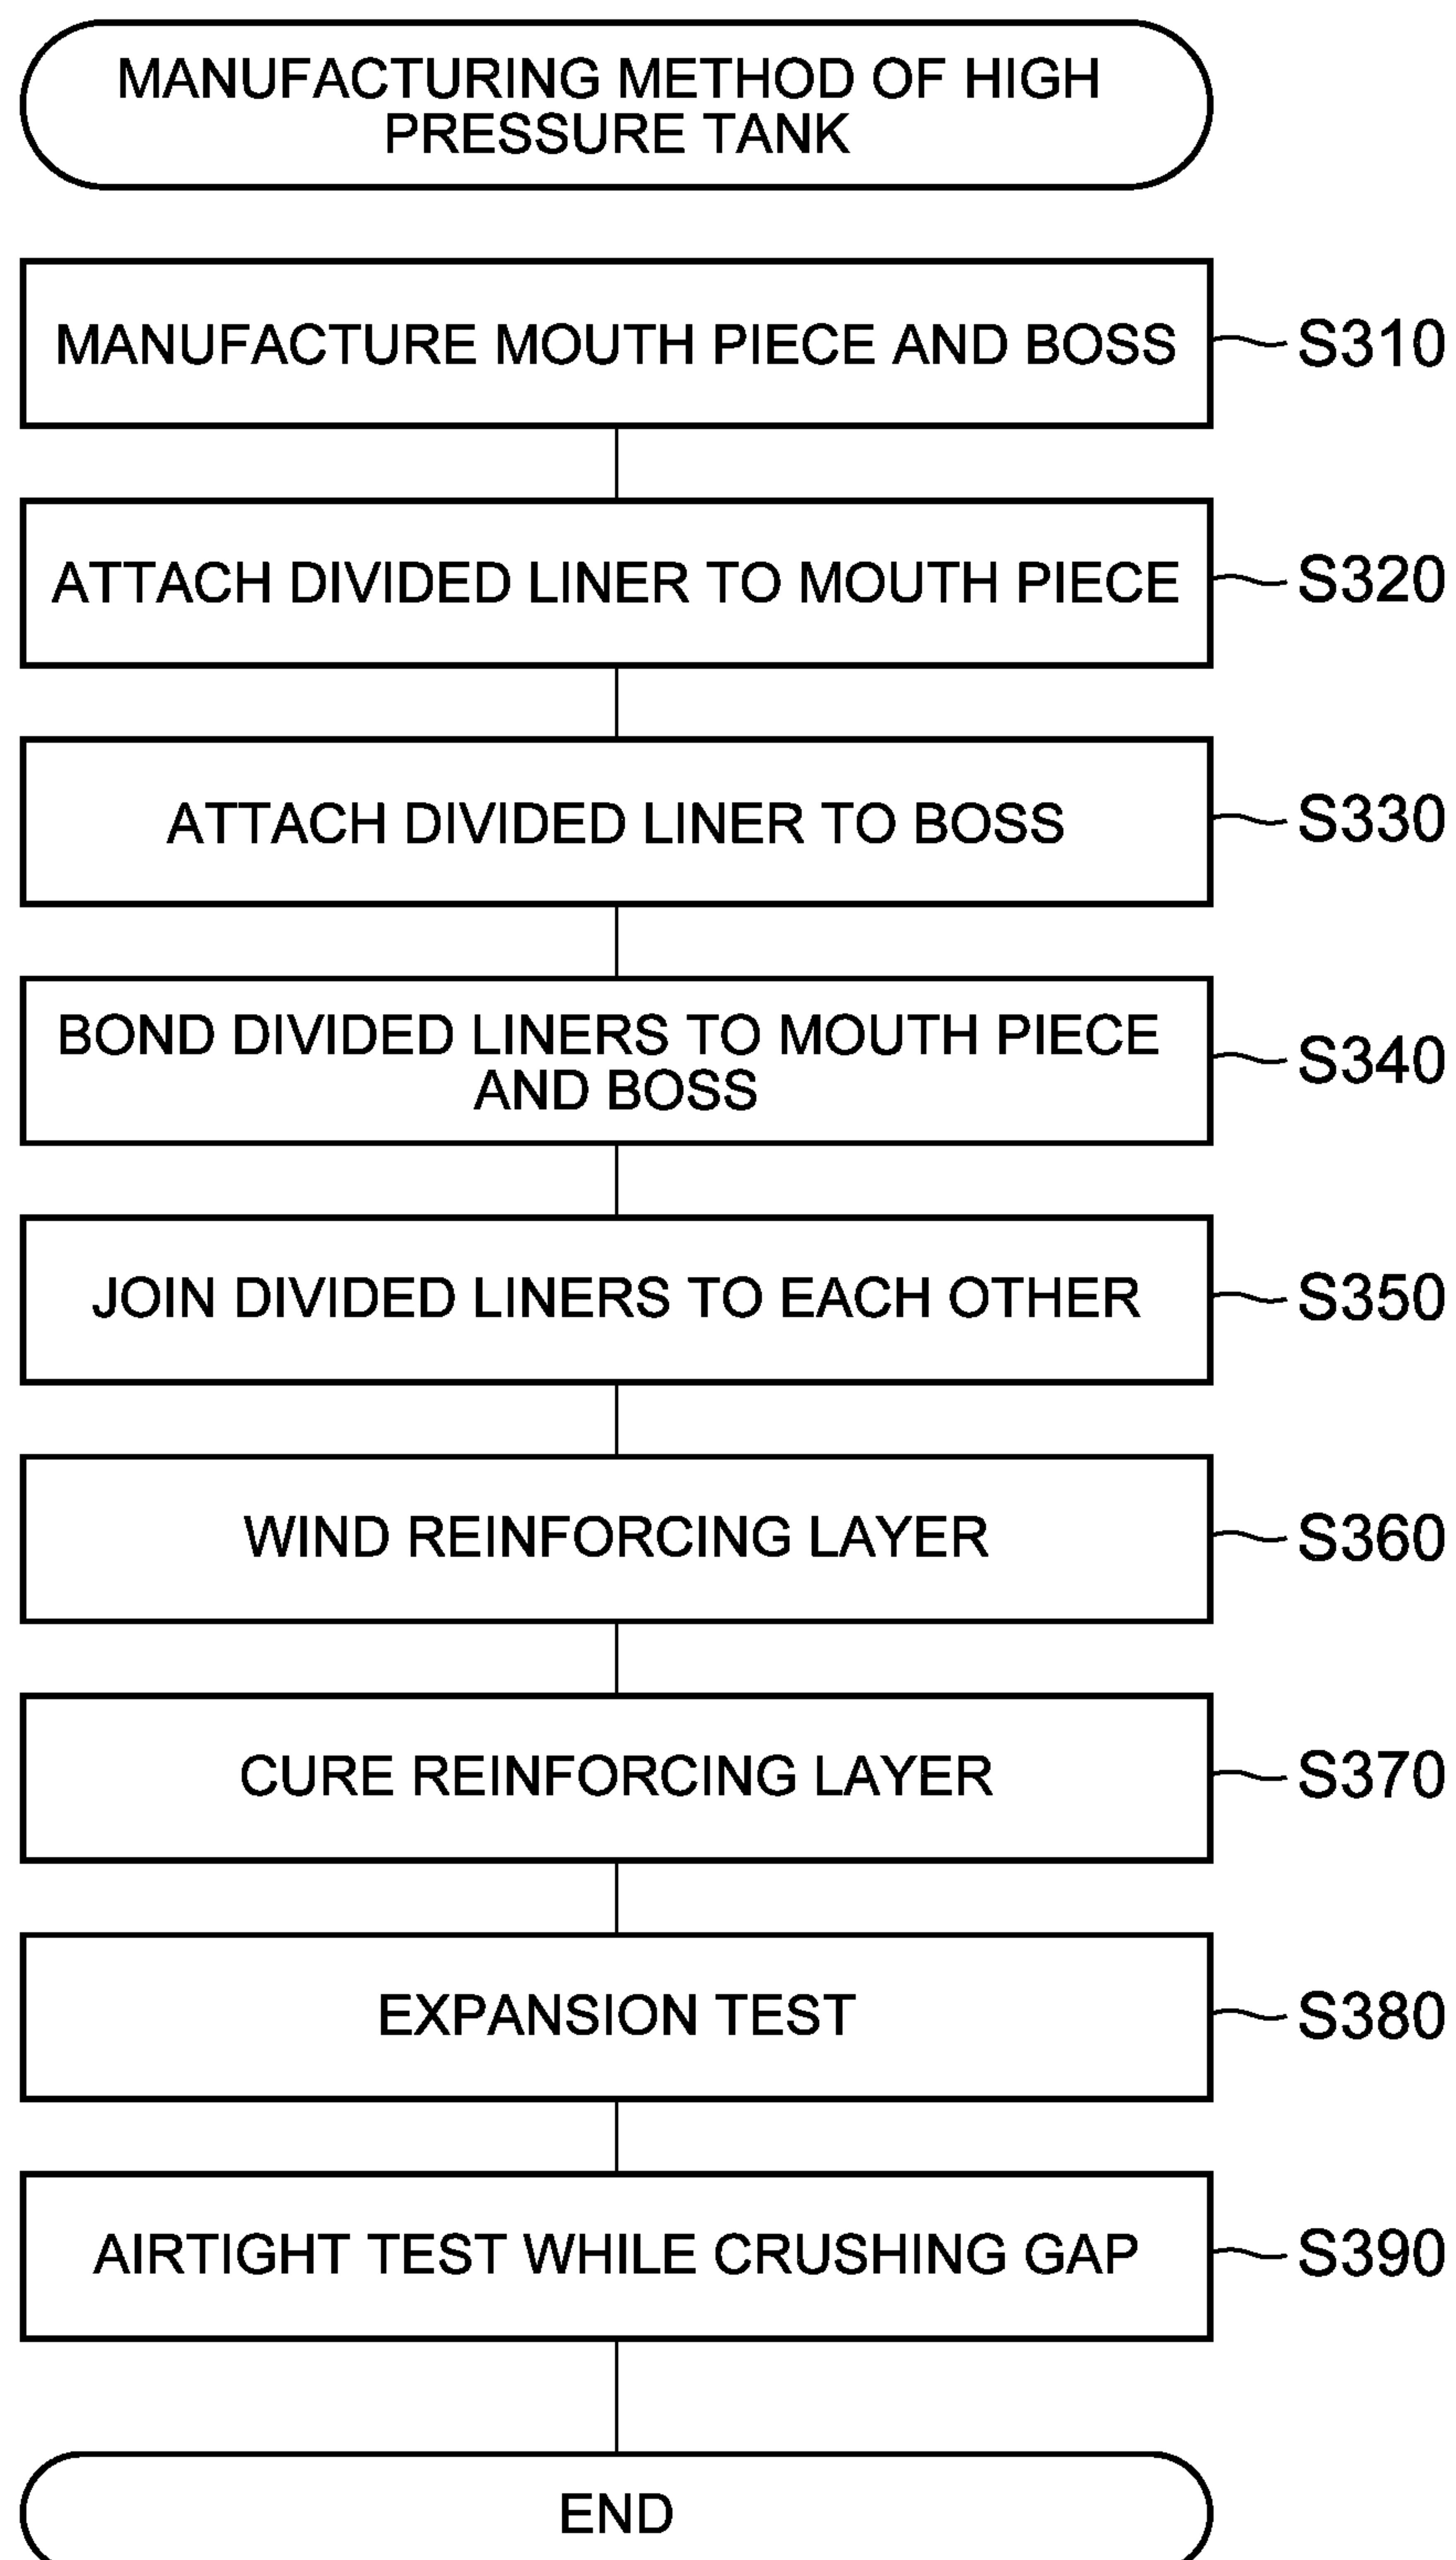 MANUFACTURING METHOD OF HIGH
PRESSURE TANK
MANUFACTURE MOUTH PIECE AND BOSS
S310
ATTACH DIVIDED LINER TO MOUTH PIECE
S320
ATTACH DIVIDED LINER TO BOSS
S330
BOND DIVIDED LINERS TO MOUTH PIECE
AND BOSS
S340
JOIN DIVIDED LINERS TO EACH OTHER
S350
WIND REINFORCING LAYER
S360
CURE REINFORCING LAYER
S370
EXPANSION TEST
S380
AIRTIGHT TEST WHILE CRUSHING GAP
S390
END